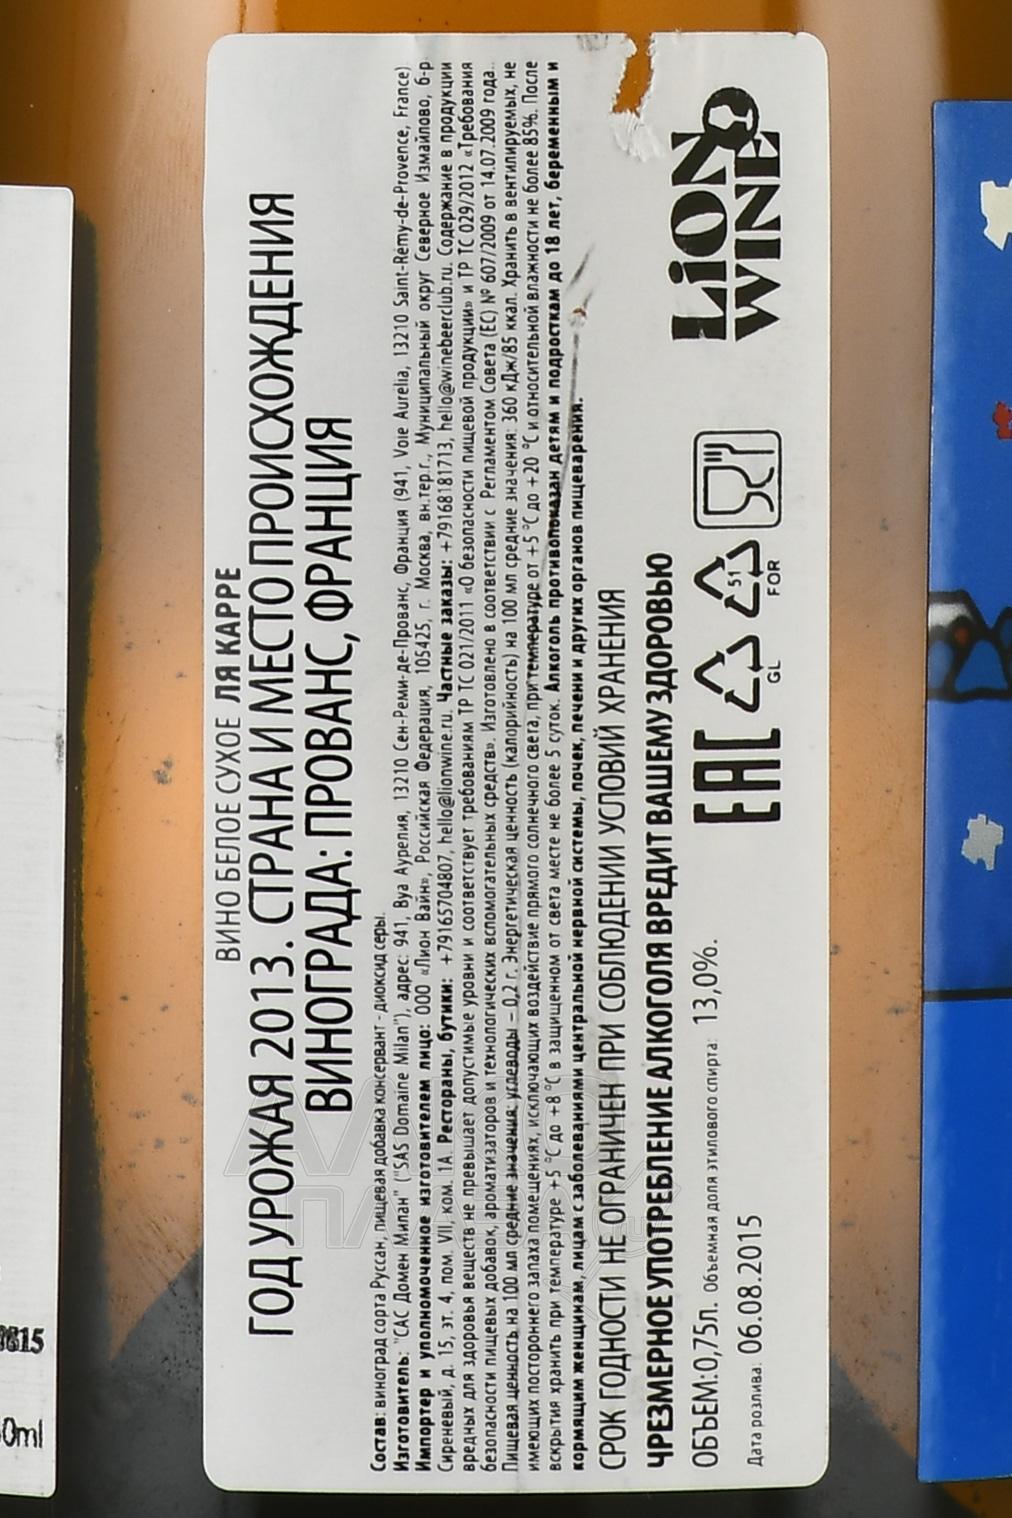 ВИНО БЕЛОЕ СУХОЕ ЛЯ КАРРЕ
ГОД УРОЖАЯ 2013. СТРАНА И МЕСТО ПРОИСХОЖДЕНИЯ
ВИНОГРАДА: ПРОВАНС, ФРАНЦИЯ
Состав: виноград сорта Руссан, пищевая добавка консервант - диоксид серы.
Изготовитель: "САС Домен Милан" ("SAS Domaine Milan"), адрес: 941, Вуа Аурелия, 13210 Сен-Реми-де-Прованс, Франция (941, Voie Aurelia, 13210 Saint-Rémy-de-Provence, France)
Импортер и уполномоченное изготовителем лицо: ООО «Лион Вайн», Российская Федерация, 105425, г. Москва, вн.тер.г., Муниципальный округ Северное Измайлово, б-р
Сиреневый, д. 15, эт. 4, пом. VII, ком. 1А. Рестораны, бутики: +79165704807, hello@lionwine.ru. Частные заказы: +79168181713, hello@winebeerclub.ru. Содержание в продукции
вредных для здоровья веществ не превышает допустимые уровни и соответствует требованиям ТР ТС 021/2011 «О безопасности пищевой продукции» и ТР ТС 029/2012 «Требования
безопасности пищевых добавок, ароматизаторов и технологических вспомогательных средств». Изготовлено в соответствии с Регламентом Совета (ЕС) № 607/2009 от 14.07.2009 года.
Пищевая ценность на 100 мл средние значения: углеводы – 0,2 г. Энергетическая ценность (калорийность) на 100 мл средние значения: 360 кДж/85 ккал. Хранить в вентилируемых, не
имеющих постороннего запаха помещениях, исключающих воздействие прямого солнечного света, при температуре от +5 °С до +20 °С и относительной влажности не более 85%. После
вскрытия хранить при температуре +5 °С до +8 °С в защищенном от света месте не более 5 суток. Алкоголь противопоказан детям и подросткам до 18 лет, беременным и
кормящим женщинам, лицам с заболеваниями центральной нервной системы, почек, печени и других органов пищеварения.
СРОК ГОДНОСТИ НЕ ОГРАНИЧЕН ПРИ СОБЛЮДЕНИИ УСЛОВИЙ ХРАНЕНИЯ
ЧРЕЗМЕРНОЕ УПОТРЕБЛЕНИЕ АЛКОГОЛЯ ВРЕДИТ ВАШЕМУ ЗДОРОВЬЮ
ОБЪЕМ:0,75л. Объемная доля этилового спирта: 13,0%.
Дата розлива: 06.08.2015
EAC
GL
51
FOR
LION
WINE
0ml